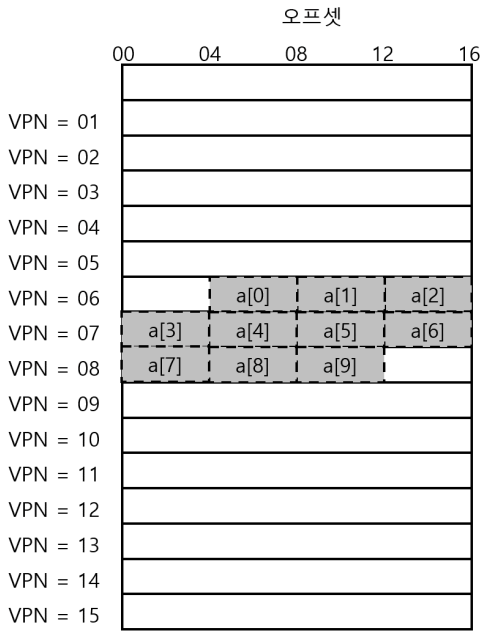 오프셋
00 04 08 12 16
VPN = 01
VPN = 02
VPN = 03
VPN = 04
VPN = 05
VPN = 06 a[0] a[1] a[2]
VPN = 07 a[3] a[4] a[5] a[6]
VPN = 08 a[7] a[8] a[9]
VPN = 09
VPN = 10
VPN = 11
VPN = 12
VPN = 13
VPN = 14
VPN = 15